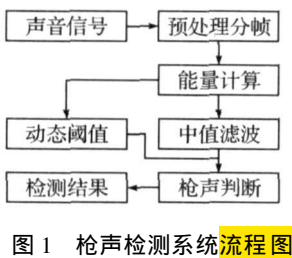 声音信号 预处理分帧
能量计算
动态阈值 中值滤波
检测结果 枪声判断
图 1 枪声检测系统流程图